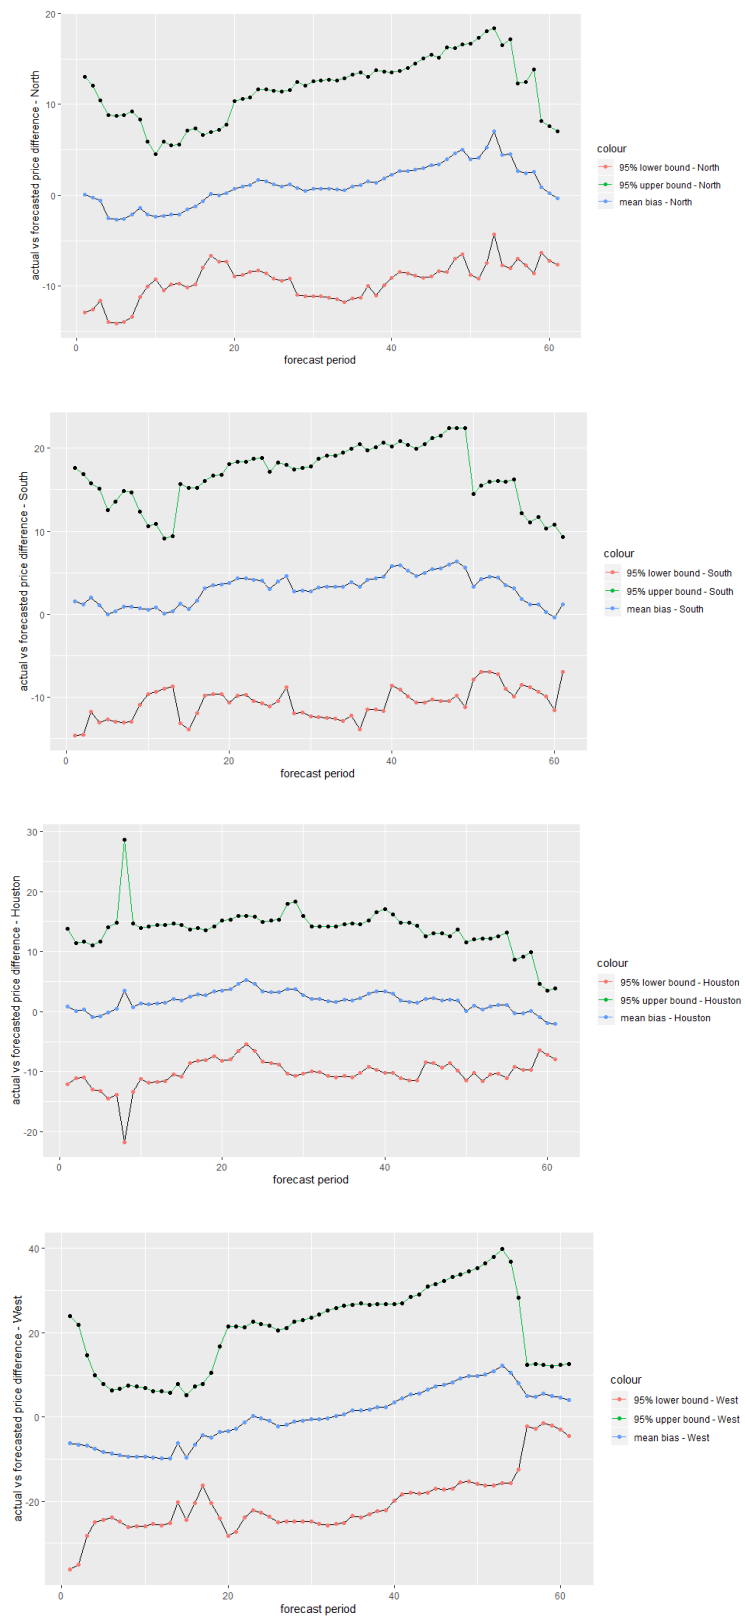 actual vs forecasted price difference - North
20
10
0
-10
0 20 40 60
forecast period
colour
95% lower bound - North
95% upper bound - North
mean bias - North
actual vs forecasted price difference - South
20
10
0
-10
0 20 40 60
forecast period
colour
95% lower bound - South
95% upper bound - South
mean bias - South
actual vs forecasted price difference - Houston
30
20
10
0
-10
-20
0 20 40 60
forecast period
colour
95% lower bound - Houston
95% upper bound - Houston
mean bias - Houston
actual vs forecasted price difference - West
40
20
0
-20
0 20 40 60
forecast period
colour
95% lower bound - West
95% upper bound - West
mean bias - West